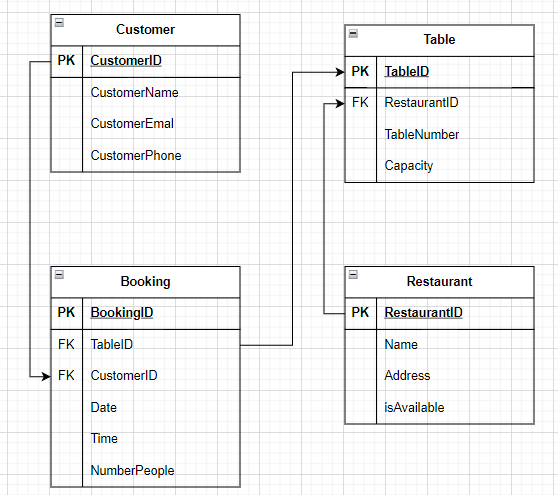 Customer
PK CustomerID
CustomerName
CustomerEmal
CustomerPhone
Table
PK TableID
FK RestaurantID
TableNumber
Capacity
Booking
PK BookingID
FK TableID
FK CustomerID
Date
Time
NumberPeople
Restaurant
PK RestaurantID
Name
Address
isAvailable